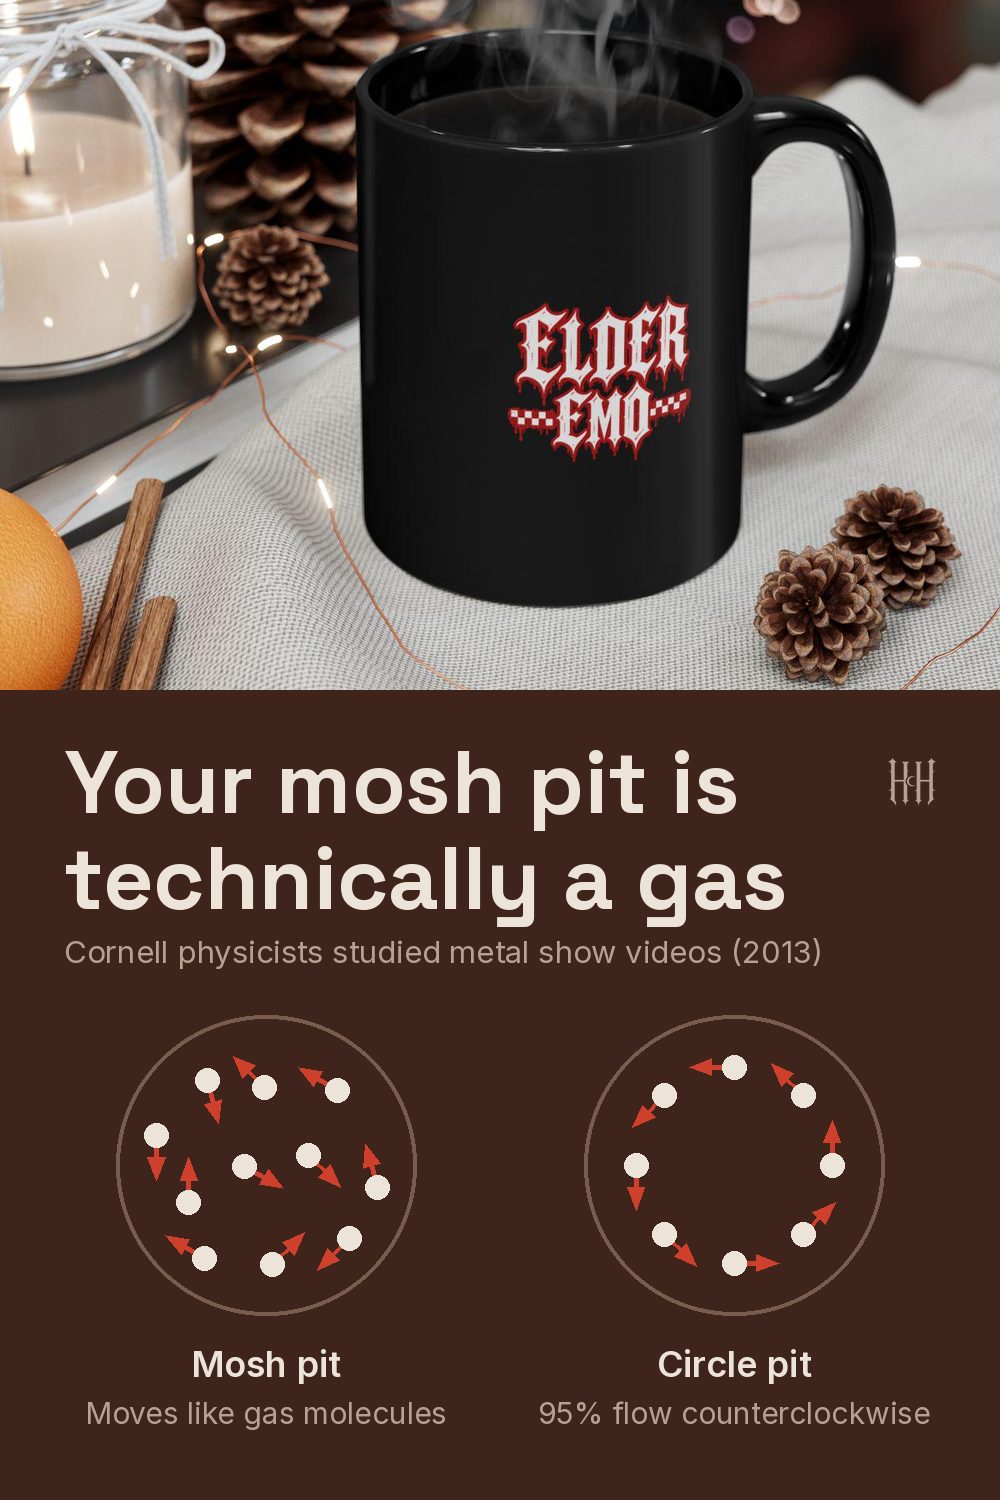 ELDER
EMO
Your mosh pit is
technically a gas
Cornell physicists studied metal show videos (2013)
Mosh pit
Moves like gas molecules
Circle pit
95% flow counterclockwise